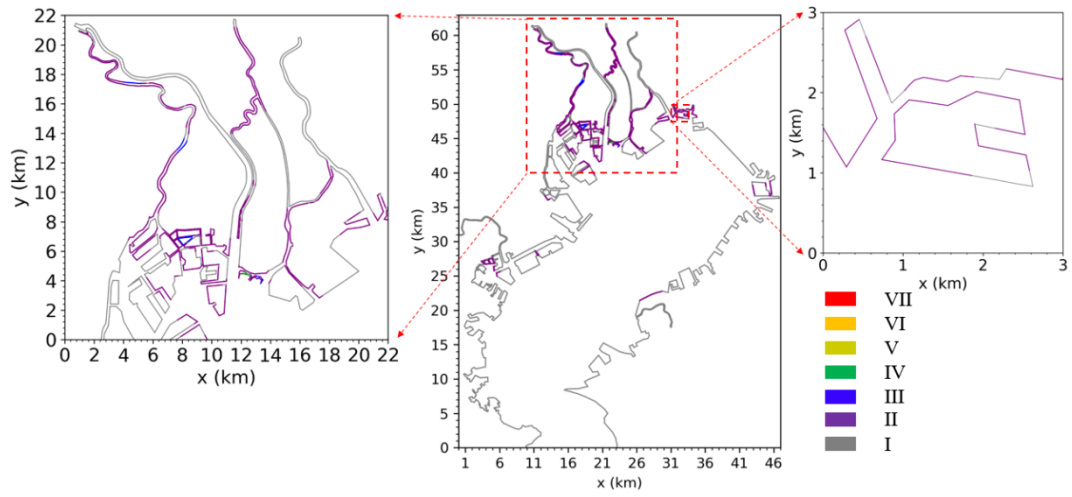 22
20
18
16
14
12
10
8
6
4
2
0
y (km)
0 2 4 6 8 10 12 14 16 18 20 22
x (km)
60
55
50
45
40
35
30
25
20
15
10
5
0
y (km)
1 6 11 16 21 26 31 36 41 46
x (km)
3
2
1
0
y (km)
0 1 2 3
x (km)
VII
VI
V
IV
III
II
I